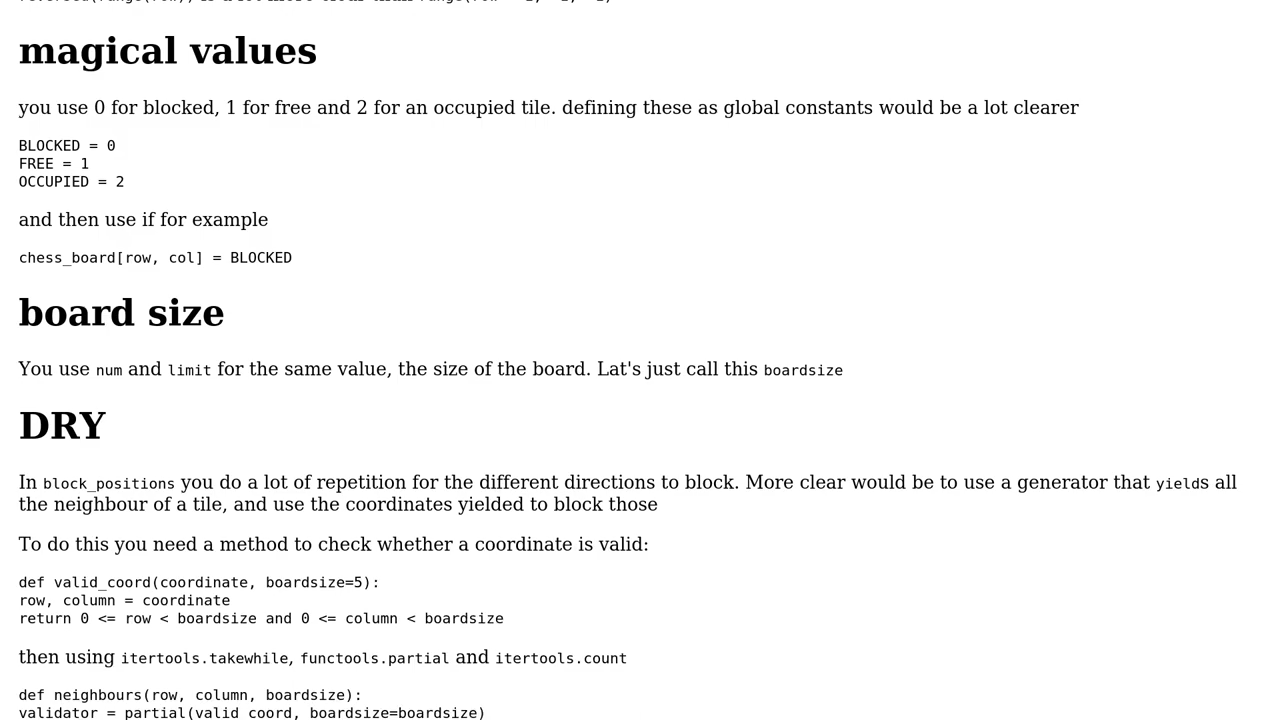 magical values
you use 0 for blocked, 1 for free and 2 for an occupied tile. defining these as global constants would be a lot clearer
BLOCKED = 0
FREE = 1
OCCUPIED = 2
and then use if for example
chess_board[row, col] = BLOCKED
board size
You use num and limit for the same value, the size of the board. Lat's just call this boardsize
DRY
In block_positions you do a lot of repetition for the different directions to block. More clear would be to use a generator that yields all
the neighbour of a tile, and use the coordinates yielded to block those
To do this you need a method to check whether a coordinate is valid:
def valid_coord(coordinate, boardsize=5):
row, column = coordinate
return 0 <= row < boardsize and 0 <= column < boardsize
then using itertools.takewhile, functools.partial and itertools.count
def neighbours(row, column, boardsize):
validator = partial(valid_coord, boardsize=boardsize)